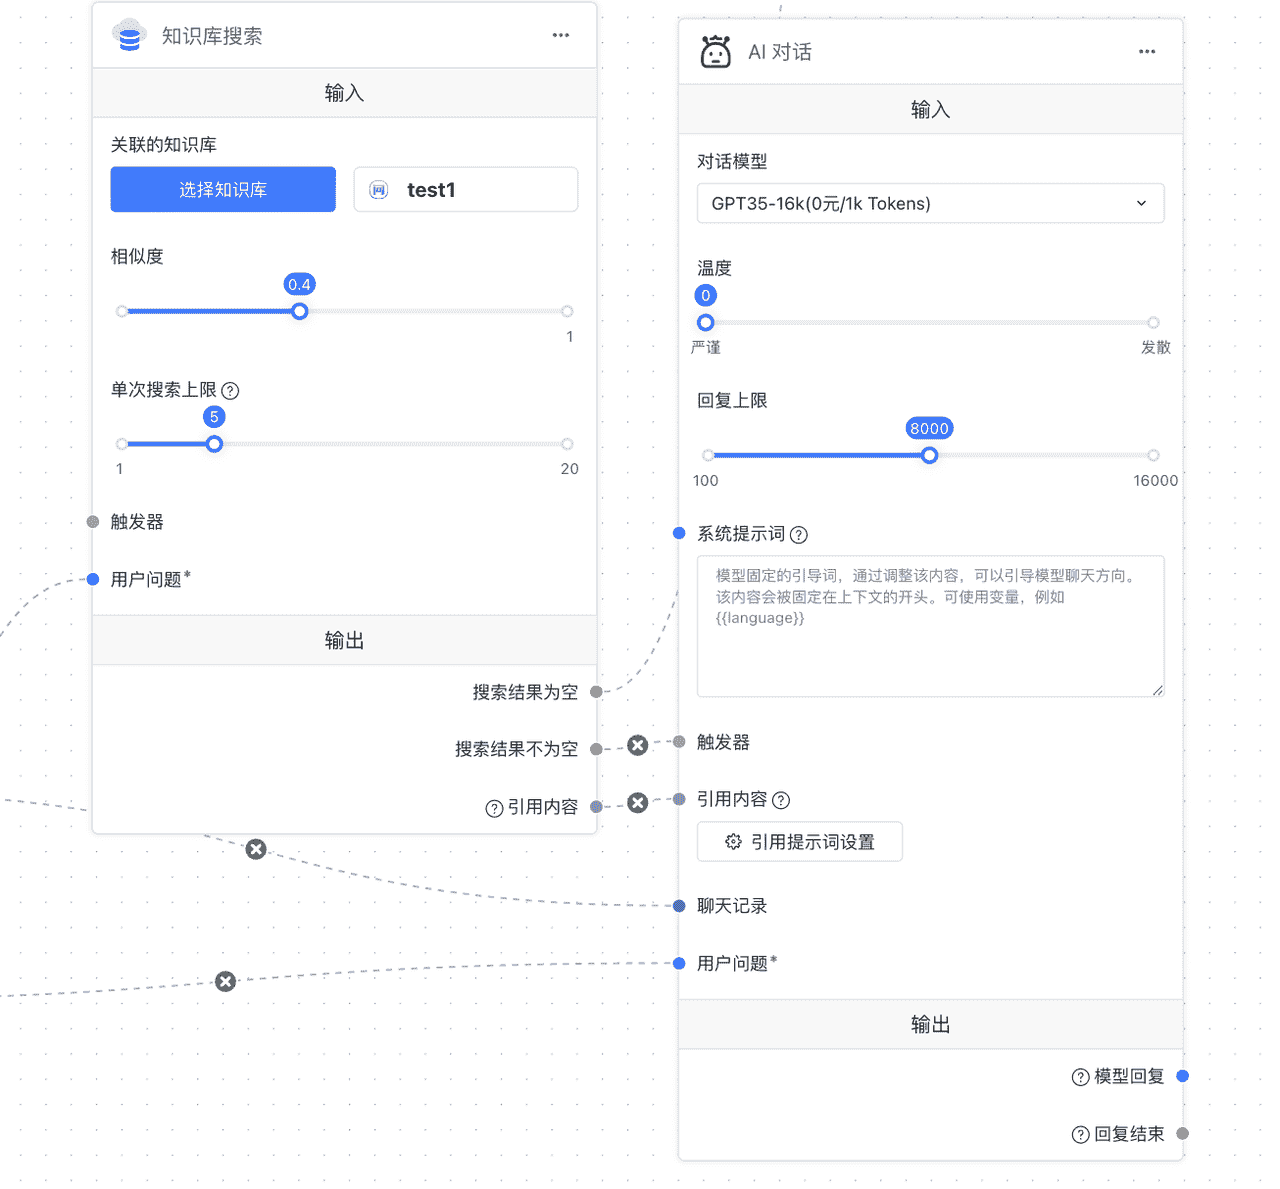 知识库搜索
输入
关联的知识库
选择知识库
test1
相似度
0.4
1
单次搜索上限
5
1
20
触发器
用户问题*
输出
搜索结果为空
搜索结果不为空
引用内容
AI 对话
输入
对话模型
GPT35-16k(0元/1k Tokens)
温度
0
严谨
发散
回复上限
8000
100
16000
系统提示词
模型固定的引导词，通过调整该内容，可以引导模型聊天方向。
该内容会被固定在上下文的开头。可使用变量，例如
{{language}}
触发器
引用内容
引用提示词设置
聊天记录
用户问题*
输出
模型回复
回复结束